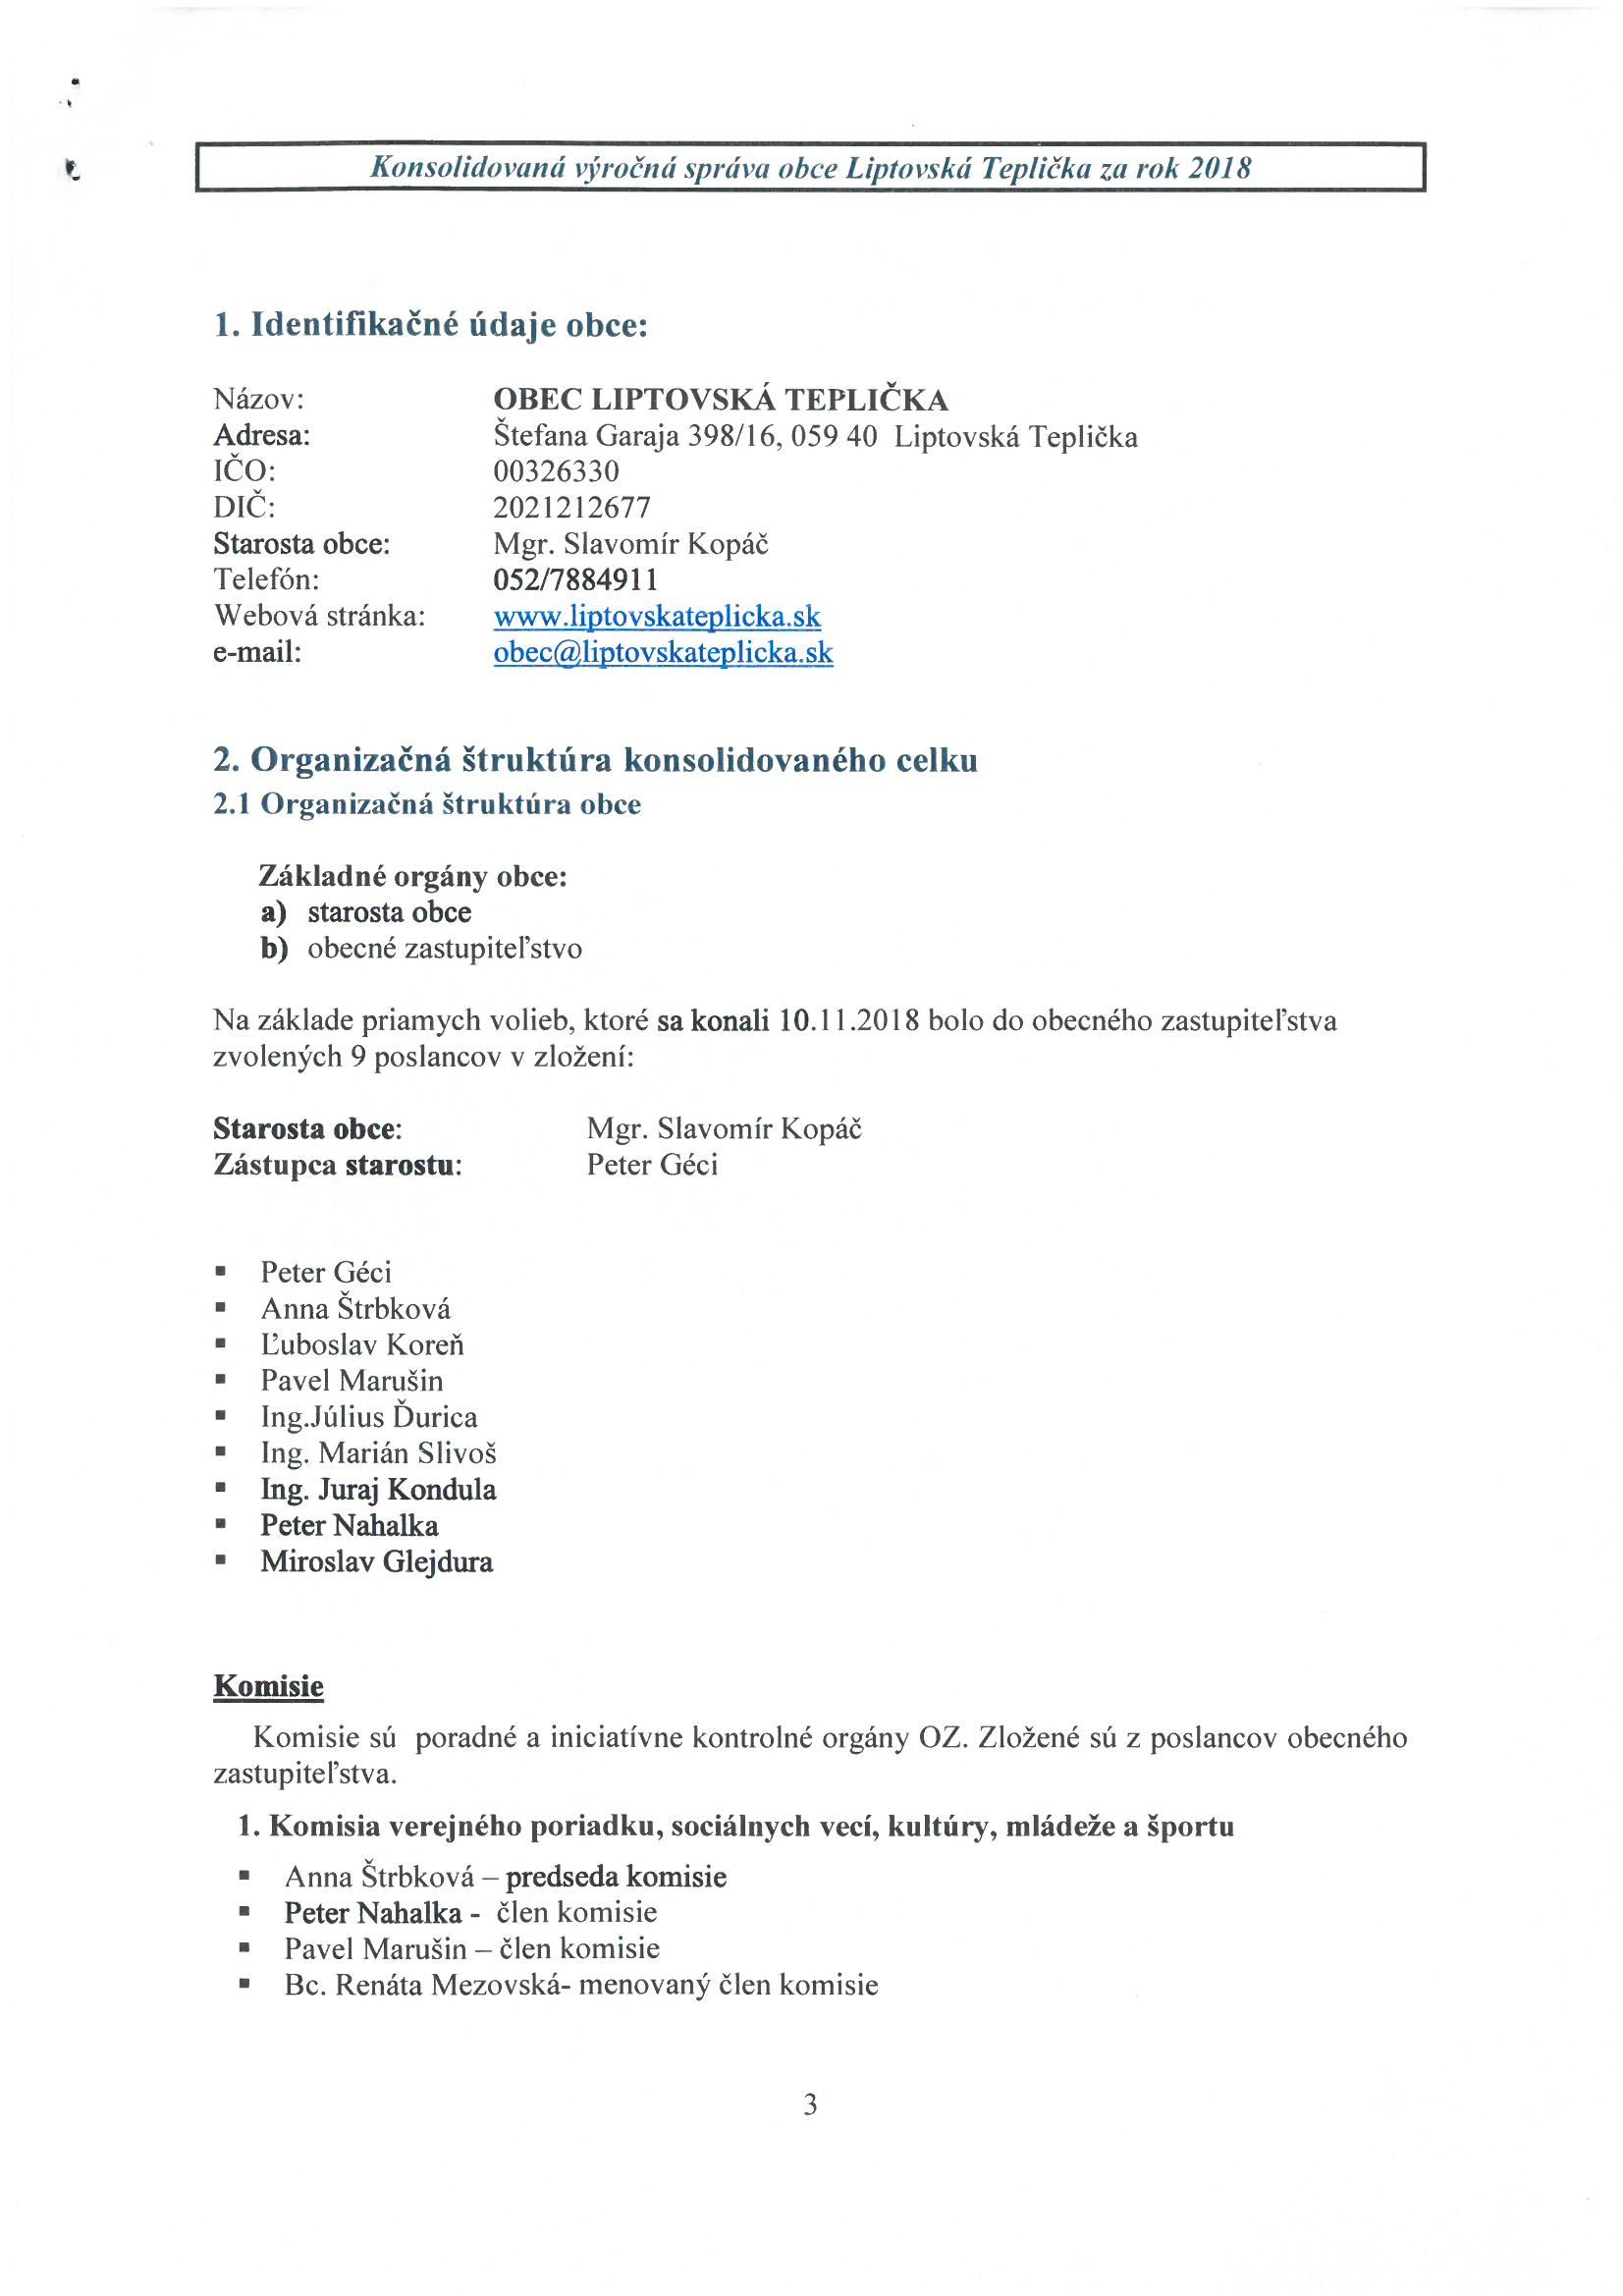 Konsolidovaná výročná správa obce Liptovská Teplička za rok 2018
1. Identifikačné údaje obce:
Názov: OBEC LIPTOVSKÁ TEPLIČKA
Adresa: Štefana Garaja 398/16, 059 40 Liptovská Teplička
IČO: 00326330
DIČ: 2021212677
Starosta obce: Mgr. Slavomír Kopáč
Telefón: 052/7884911
Webová stránka: www.liptovskateplicka.sk
e-mail: obec@liptovskateplicka.sk
2. Organizačná štruktúra konsolidovaného celku
2.1 Organizačná štruktúra obce
Základné orgány obce:
a) starosta obce
b) obecné zastupiteľstvo
Na základe priamych volieb, ktoré sa konali 10.11.2018 bolo do obecného zastupiteľstva
zvolených 9 poslancov v zložení:
Starosta obce: Mgr. Slavomír Kopáč
Zástupca starostu: Peter Géci
▪ Peter Géci
▪ Anna Štrbková
▪ Ľuboslav Koreň
▪ Pavel Marušin
▪ Ing.Július Ďurica
▪ Ing. Marián Slivoš
▪ Ing. Juraj Kondula
▪ Peter Nahalka
▪ Miroslav Glejdura
Komisie
Komisie sú poradné a iniciatívne kontrolné orgány OZ. Zložené sú z poslancov obecného
zastupiteľstva.
1. Komisia verejného poriadku, sociálnych vecí, kultúry, mládeže a športu
▪ Anna Štrbková – predseda komisie
▪ Peter Nahalka - člen komisie
▪ Pavel Marušin – člen komisie
▪ Bc. Renáta Mezovská- menovaný člen komisie
3